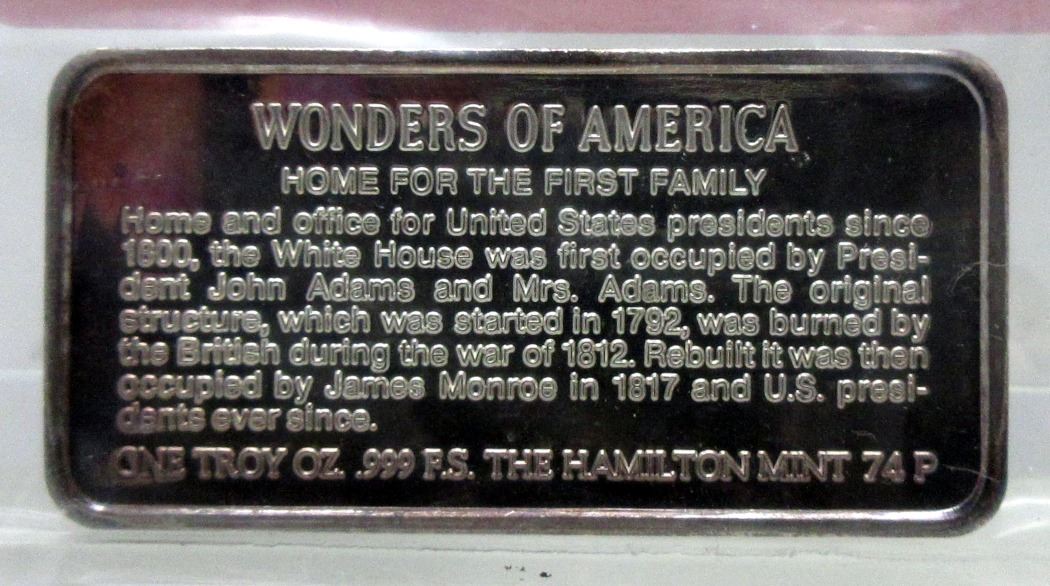 WONDERS OF AMERICA
HOME FOR THE FIRST FAMILY
Home and office for United States presidents since
1800, the White House was first occupied by Presi-
dent John Adams and Mrs. Adams. The original
structure, which was started in 1792, was burned by
the British during the war of 1812. Rebuilt it was then
occupied by James Monroe in 1817 and U.S. presi-
dents ever since.
ONE TROY OZ. .999 F.S. THE HAMILTON MINT 74 P